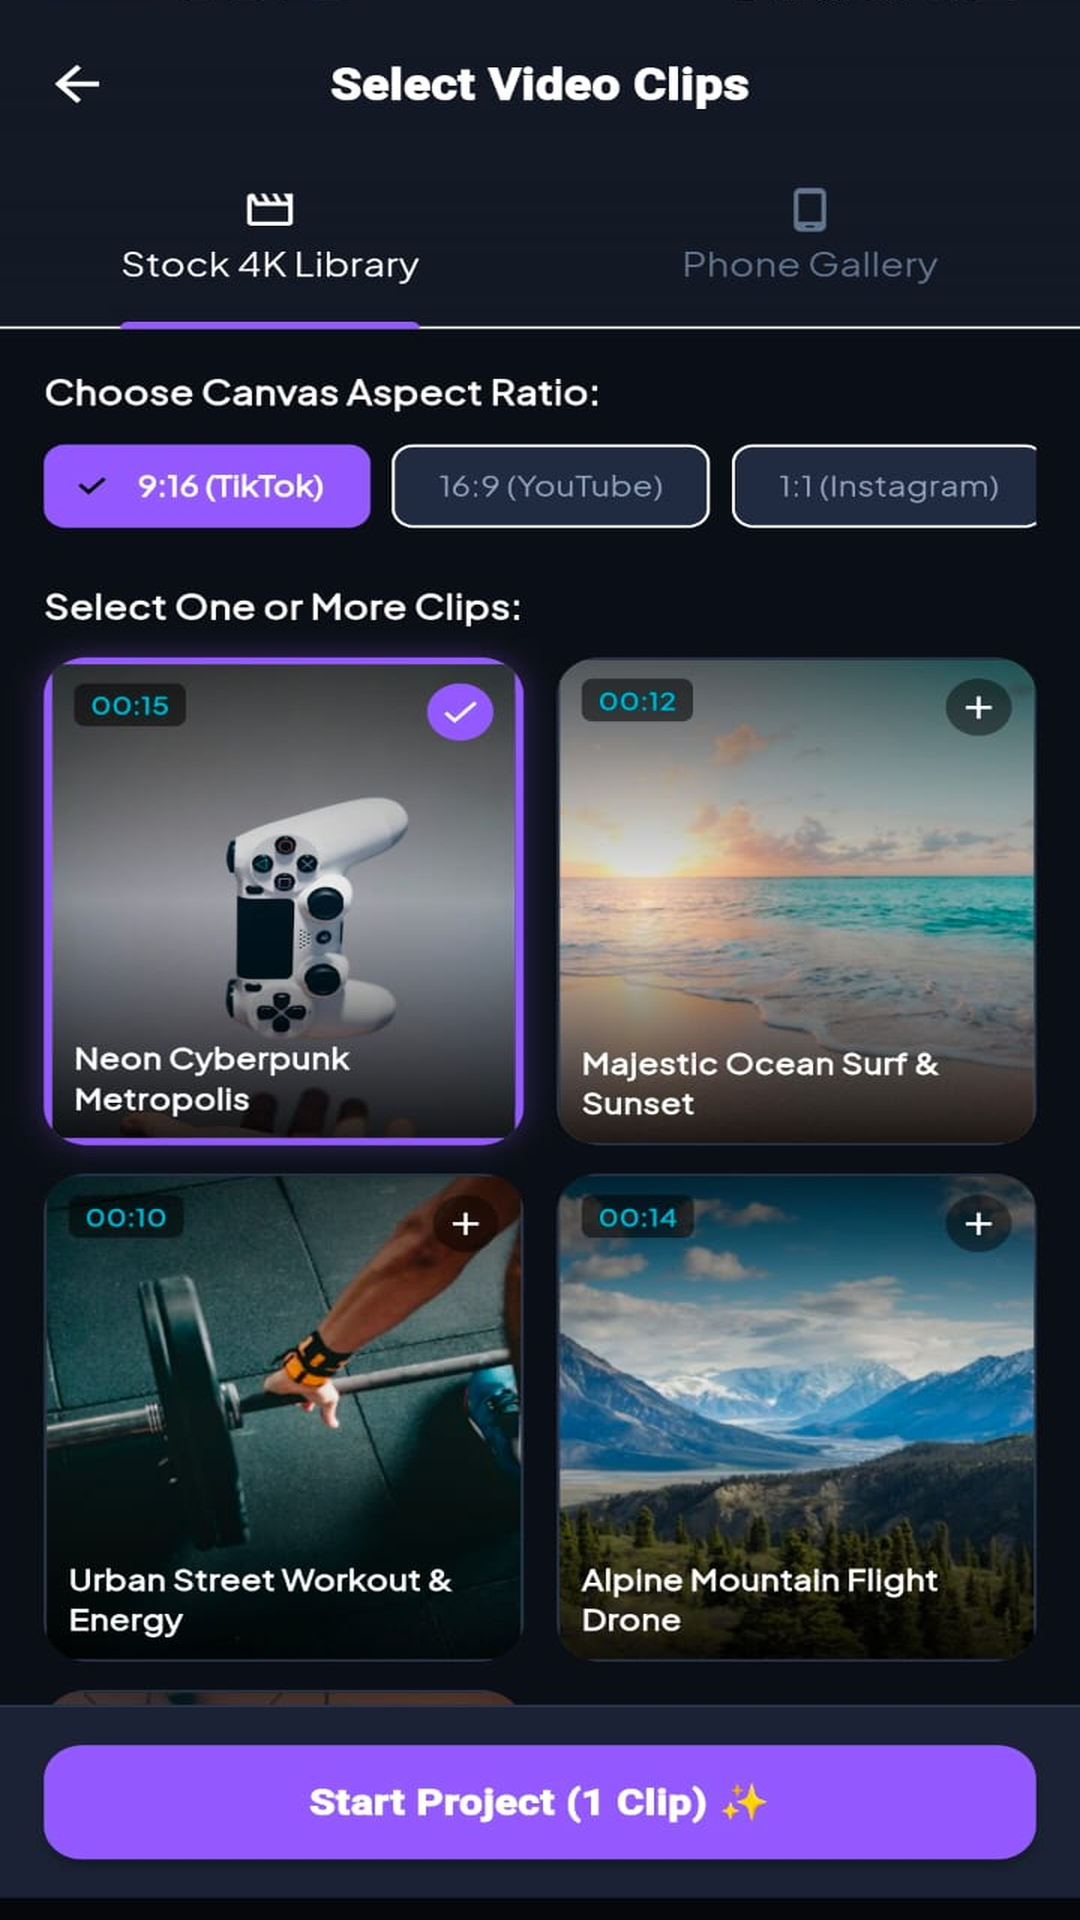 Select Video Clips
Stock 4K Library
Phone Gallery
Choose Canvas Aspect Ratio:
9:16 (TikTok)
16:9 (YouTube)
1:1 (Instagram)
Select One or More Clips:
00:15
00:12
Neon Cyberpunk
Metropolis
Majestic Ocean Surf &
Sunset
00:10
00:14
Urban Street Workout &
Energy
Alpine Mountain Flight
Drone
Start Project (1 Clip) ✨